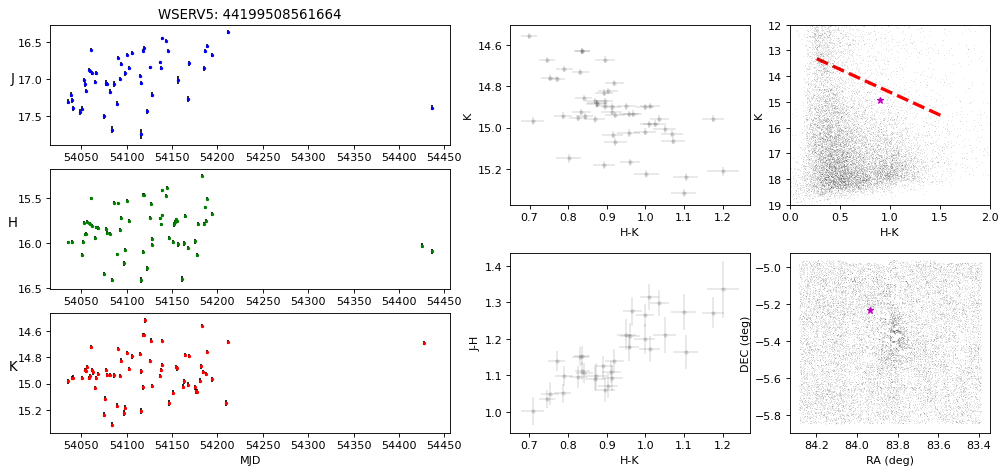 WSERV5: 44199508561664
J
16.5
17.0
17.5
54050 54100 54150 54200 54250 54300 54350 54400 54450
H
15.5
16.0
16.5
54050 54100 54150 54200 54250 54300 54350 54400 54450
K
14.6
14.8
15.0
15.2
54050 54100 54150 54200 54250 54300 54350 54400 54450
MJD
K
14.6
14.8
15.0
15.2
0.7 0.8 0.9 1.0 1.1 1.2
H-K
J-H
1.4
1.3
1.2
1.1
1.0
0.7 0.8 0.9 1.0 1.1 1.2
H-K
K
12
13
14
15
16
17
18
19
0.0 0.5 1.0 1.5 2.0
H-K
DEC (deg)
−5.0
−5.2
−5.4
−5.6
−5.8
84.2 84.0 83.8 83.6 83.4
RA (deg)